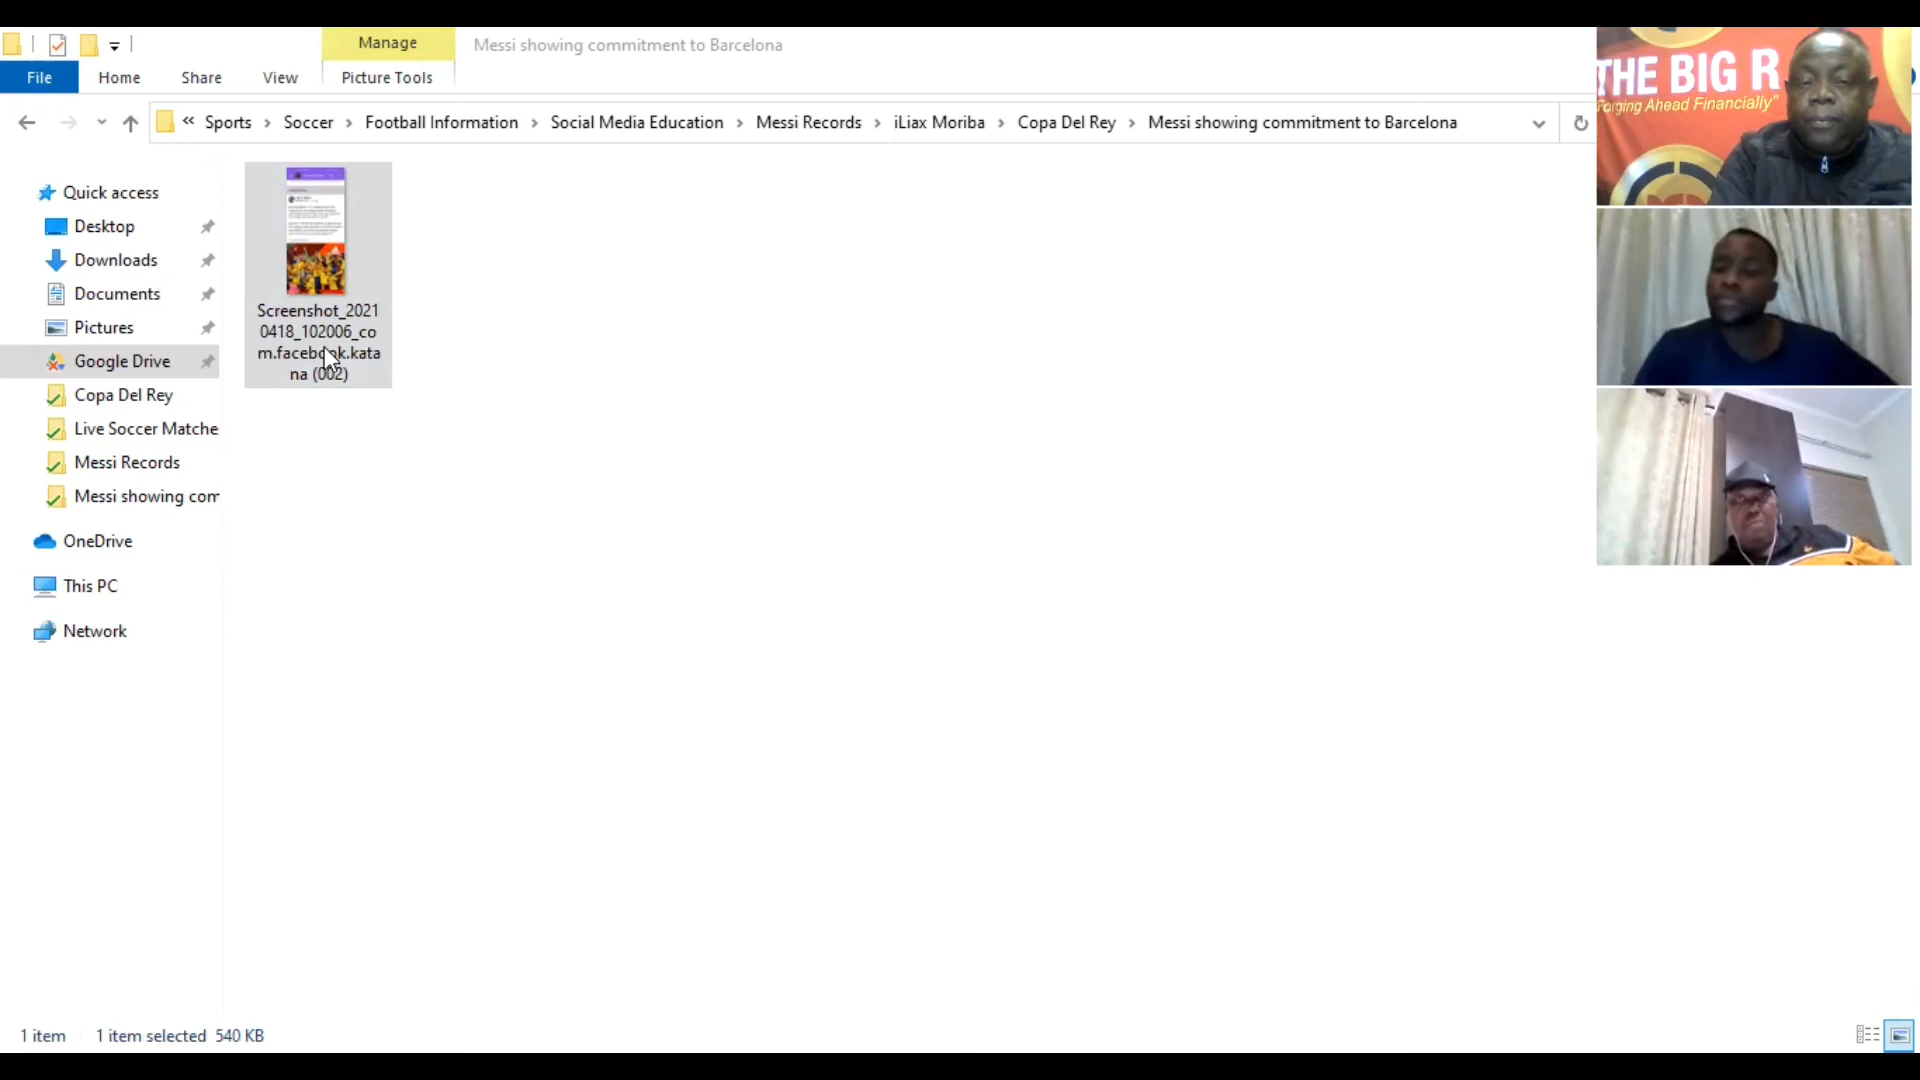 Manage
Messi showing commitment to Barcelona
File
Home
Share
View
Picture Tools
« Sports › Soccer › Football Information › Social Media Education › Messi Records › iLiax Moriba › Copa Del Rey › Messi showing commitment to Barcelona
THE BIG R
Forging Ahead Financially"
Quick access
Desktop
Downloads
Documents
Pictures
Google Drive
Copa Del Rey
Live Soccer Matche
Messi Records
Messi showing com
OneDrive
This PC
Network
Screenshot_2021
0418_102006_co
m.facebook.kata
na (002)
1 item
1 item selected 540 KB